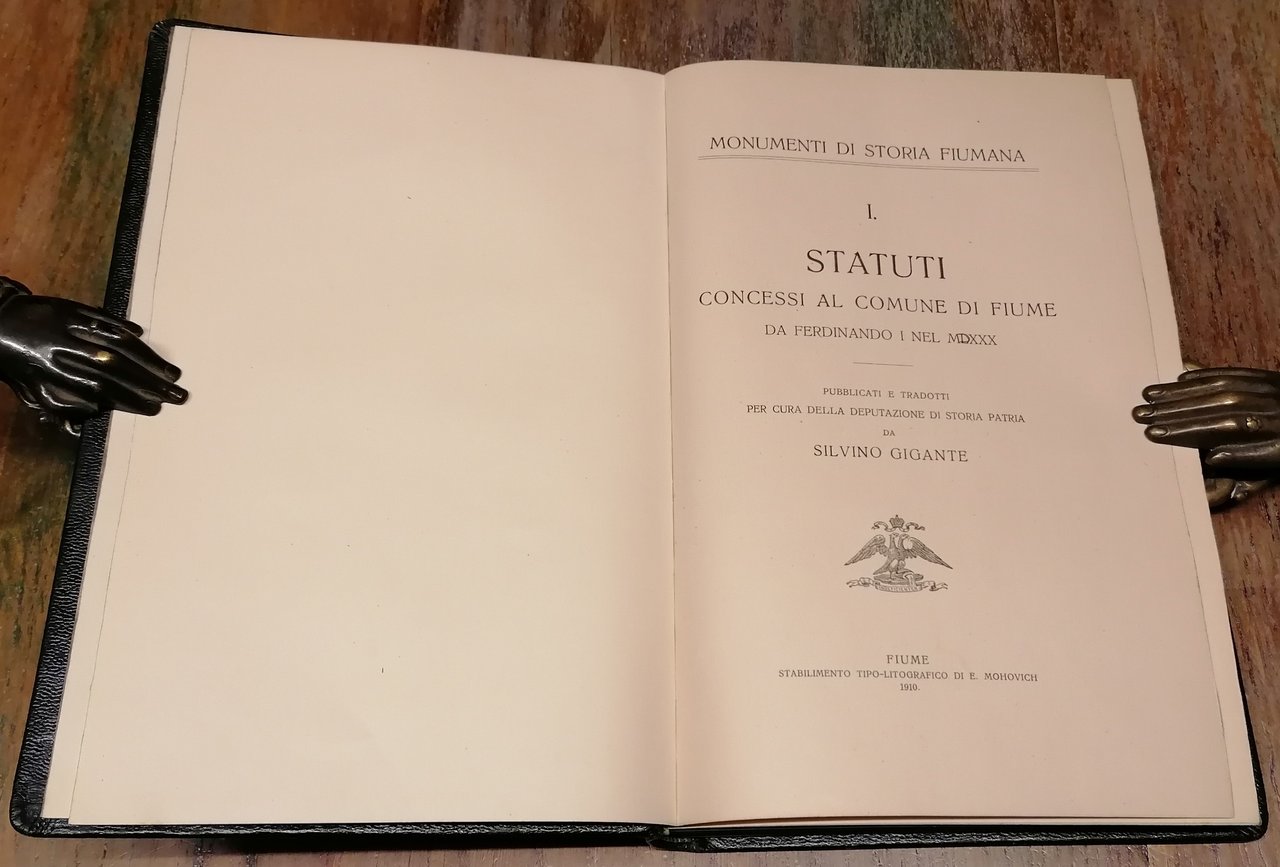 MONUMENTI DI STORIA FIUMANA
I.
STATUTI
CONCESSI AL COMUNE DI FIUME
DA FERDINANDO I NEL MDXXX
PUBBLICATI E TRADOTTI
PER CURA DELLA DEPUTAZIONE DI STORIA PATRIA
DA
SILVINO GIGANTE
FIUME
STABILIMENTO TIPO-LITOGRAFICO DI E. MOHOVICH
1910.